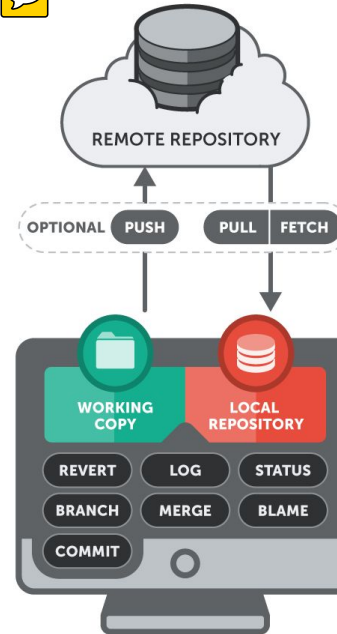 REMOTE REPOSITORY
OPTIONAL PUSH PULL FETCH
WORKING
COPY
LOCAL
REPOSITORY
REVERT LOG STATUS
BRANCH MERGE BLAME
COMMIT